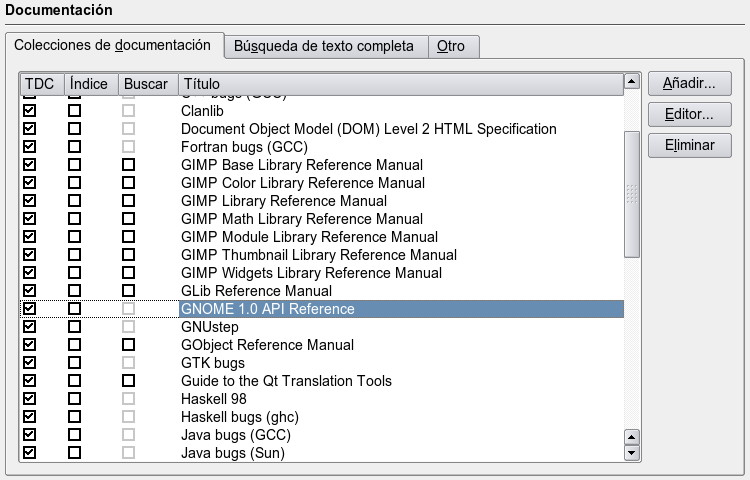 Documentación
Colecciones de documentación Búsqueda de texto completa Otro
TDC Índice Buscar Título
Clanlib
Document Object Model (DOM) Level 2 HTML Specification
Fortran bugs (GCC)
GIMP Base Library Reference Manual
GIMP Color Library Reference Manual
GIMP Library Reference Manual
GIMP Math Library Reference Manual
GIMP Module Library Reference Manual
GIMP Thumbnail Library Reference Manual
GIMP Widgets Library Reference Manual
GLib Reference Manual
GNOME 1.0 API Reference
GNUstep
GObject Reference Manual
GTK bugs
Guide to the Qt Translation Tools
Haskell 98
Haskell bugs (ghc)
Java bugs (GCC)
Java bugs (Sun)
Añadir...
Editor...
Eliminar